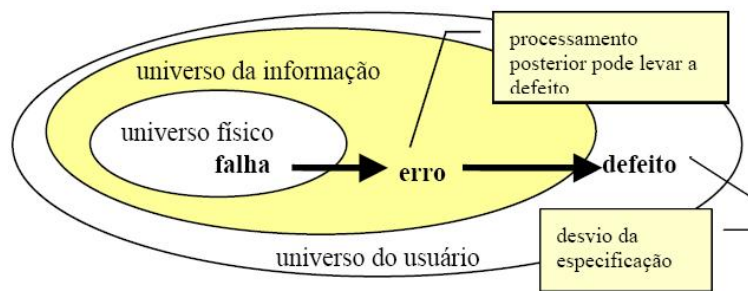 processamento
posterior pode levar a
defeito
universo da informação
universo físico
falha
erro
defeito
universo do usuário
desvio da
especificação